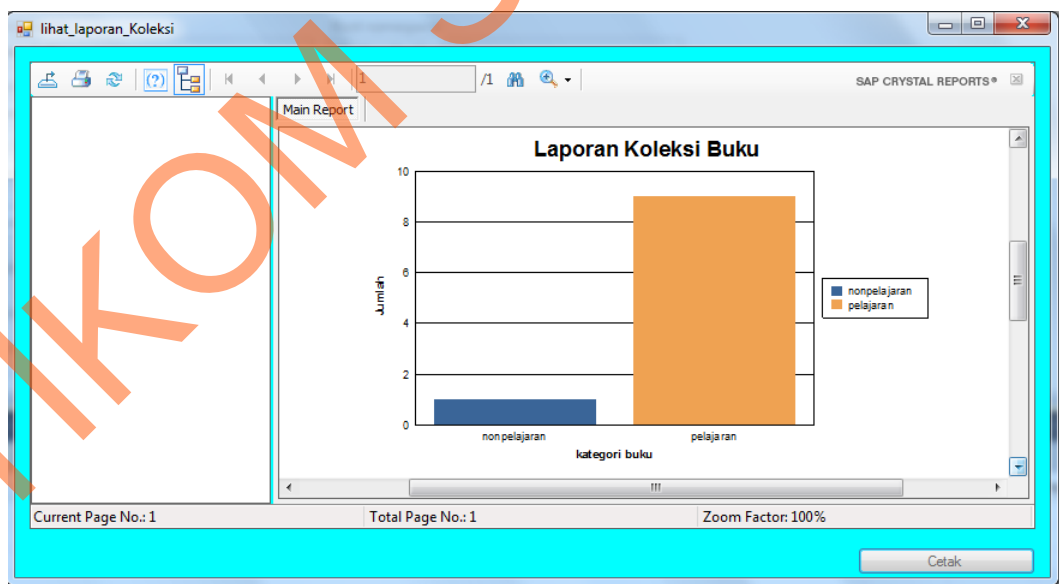 lihat_laporan_Koleksi
1 /1 SAP CRYSTAL REPORTS®
Main Report
Laporan Koleksi Buku
10
8
6
4
2
0
Jumlah
nonpelajaran pelajaran
kategori buku
nonpelajaran
pelajaran
Current Page No.: 1 Total Page No.: 1 Zoom Factor: 100%
Cetak
IKOM